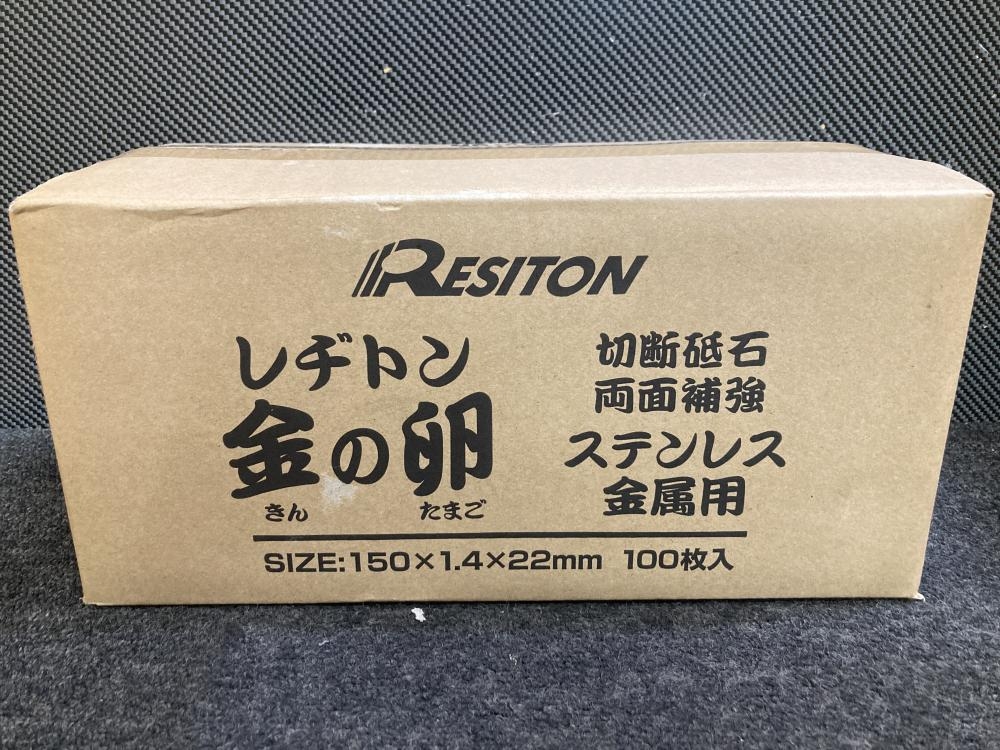 RESITON
レヂトン
金の卵
きん たまご
切断砥石
両面補強
ステンレス
金属用
SIZE:150×1.4×22mm 100枚入